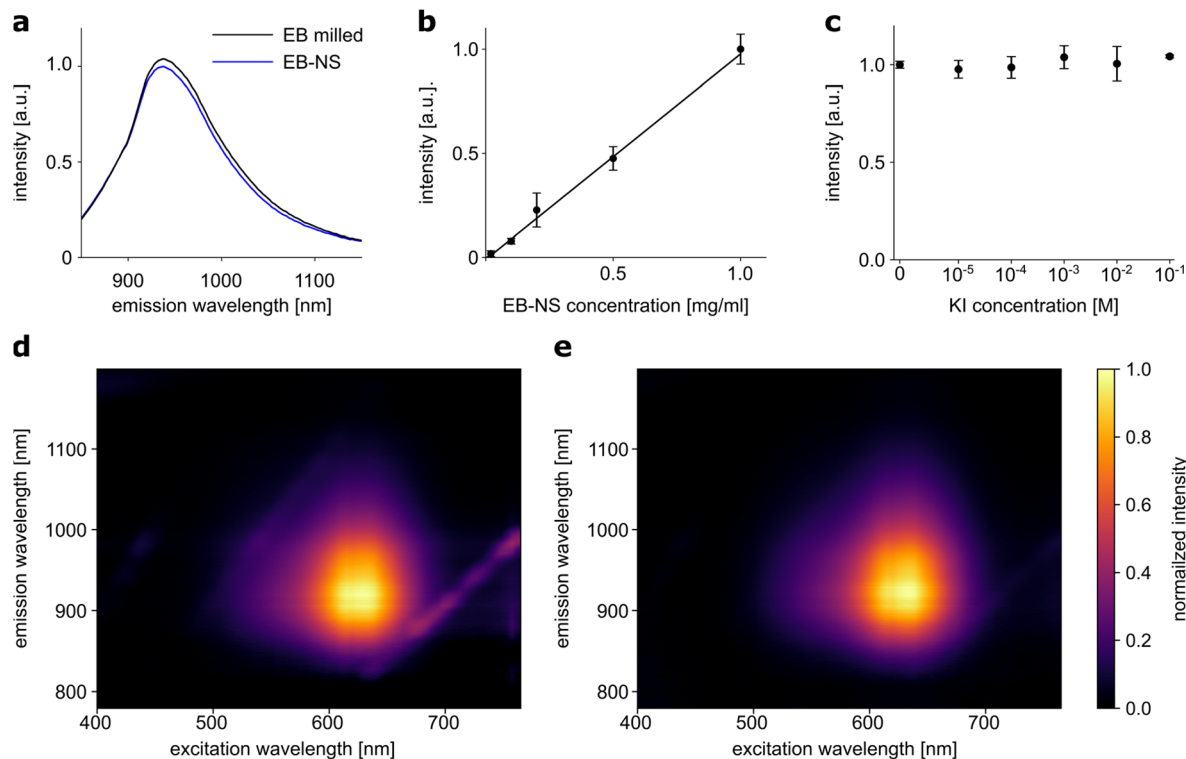 a
EB milled
EB-NS
1.0
0.5
0
intensity [a.u.]
900 1000 1100
emission wavelength [nm]
b
1.0
0.5
0
intensity [a.u.]
0.5 1.0
EB-NS concentration [mg/ml]
c
1.0
0.5
0.0
intensity [a.u.]
0 10⁻⁵ 10⁻⁴ 10⁻³ 10⁻² 10⁻¹
KI concentration [M]
d
1100
1000
900
800
emission wavelength [nm]
400 500 600 700
excitation wavelength [nm]
e
1100
1000
900
800
emission wavelength [nm]
400 500 600 700
excitation wavelength [nm]
1.0
0.8
0.6
0.4
0.2
0.0
normailzed intensity